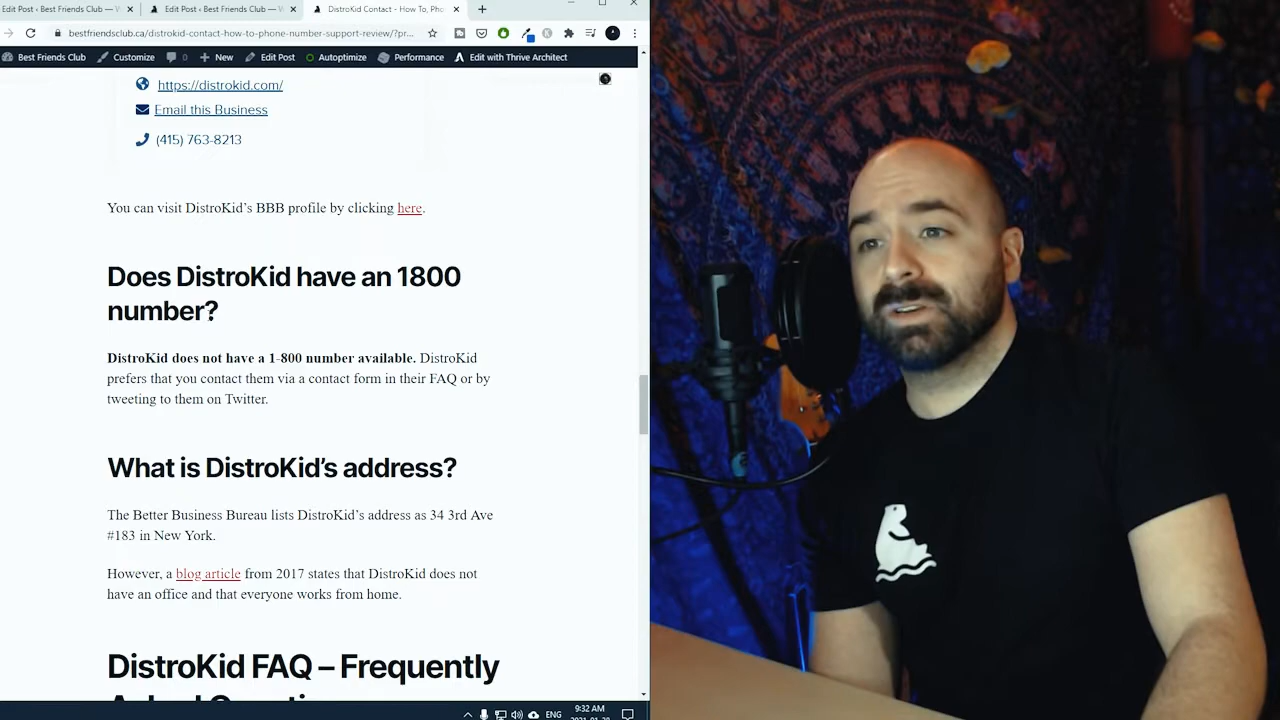 Edit Post ‹ Best Friends Club — W
Edit Post ‹ Best Friends Club — W
DistroKid Contact - How To, Pho
bestfriendsclub.ca/distrokid-contact-how-to-phone-number-support-review/?pr...
Best Friends Club
Customize
0
New
Edit Post
Autoptimize
Performance
Edit with Thrive Architect
https://distrokid.com/
Email this Business
(415) 763-8213
You can visit DistroKid's BBB profile by clicking here.
Does DistroKid have an 1800
number?
DistroKid does not have a 1-800 number available. DistroKid
prefers that you contact them via a contact form in their FAQ or by
tweeting to them on Twitter.
What is DistroKid's address?
The Better Business Bureau lists DistroKid's address as 34 3rd Ave
#183 in New York.
However, a blog article from 2017 states that DistroKid does not
have an office and that everyone works from home.
DistroKid FAQ – Frequently
ENG
9:32 AM